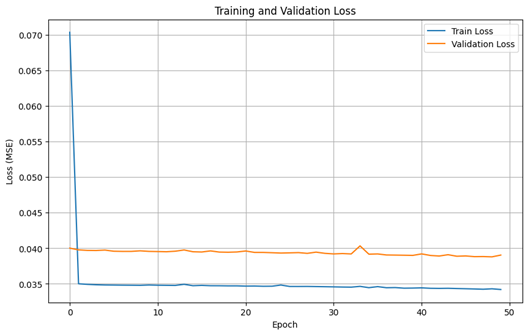 Training and Validation Loss
Train Loss
Validation Loss
0.070
0.065
0.060
0.055
0.050
0.045
0.040
0.035
Loss (MSE)
0 10 20 30 40 50
Epoch